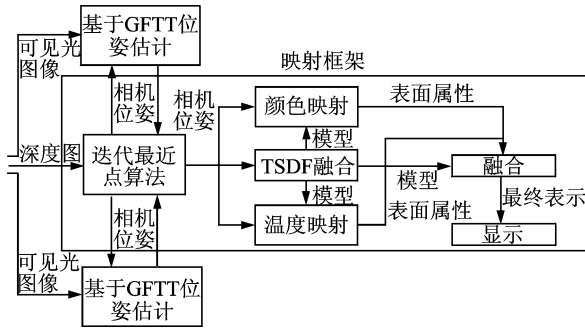 基于GFTT位
姿估计
可见光
图像
映射框架
相机
位姿
相机
位姿
颜色映射
表面属性
模型
深度图
迭代最近
点算法
TSDF融合
模型
融合
模型
最终表示
相机
位姿
温度映射
表面属性
显示
可见光
图像
基于GFTT位
姿估计